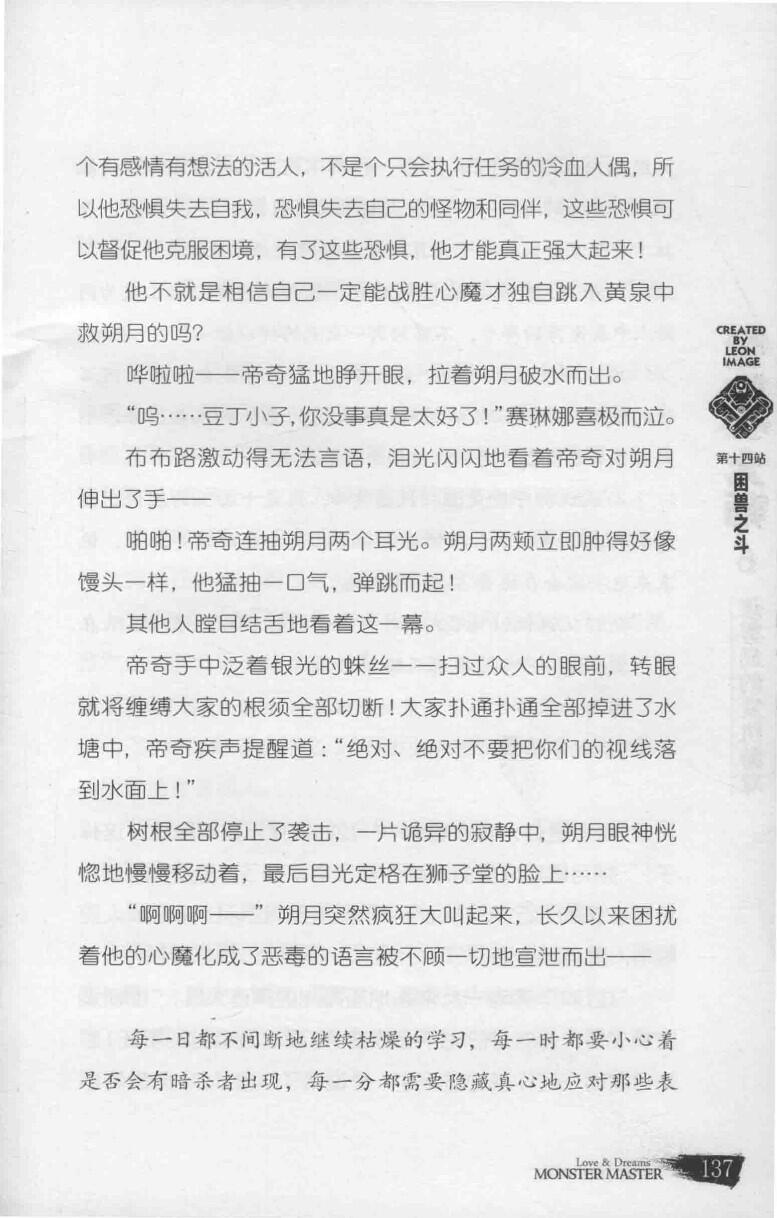 个有感情有想法的活人，不是个只会执行任务的冷血人偶，所
以他恐惧失去自我，恐惧失去自己的怪物和同伴，这些恐惧可
以督促他克服困境，有了这些恐惧，他才能真正强大起来！
他不就是相信自己一定能战胜心魔才独自跳入黄泉中
救朔月的吗？
哗啦啦——帝奇猛地睁开眼，拉着朔月破水而出。
“呜……豆丁小子，你没事真是太好了！”赛琳娜喜极而泣。
布布路激动得无法言语，泪光闪闪地看着帝奇对朔月
伸出了手——
啪啪！帝奇连抽朔月两个耳光。朔月两颊立即肿得好像
馒头一样，他猛抽一口气，弹跳而起！
其他人瞠目结舌地看着这一幕。
帝奇手中泛着银光的蛛丝一一扫过众人的眼前，转眼
就将缠缚大家的根须全部切断！大家扑通扑通全部掉进了水
塘中，帝奇疾声提醒道：“绝对、绝对不要把你们的视线落
到水面上！”
树根全部停止了袭击，一片诡异的寂静中，朔月眼神恍
惚地慢慢移动着，最后目光定格在狮子堂的脸上……
“啊啊啊——”朔月突然疯狂大叫起来，长久以来困扰
着他的心魔化成了恶毒的语言被不顾一切地宣泄而出——
每一日都不间断地继续枯燥的学习，每一时都要小心着
是否会有暗杀者出现，每一分都需要隐藏真心地应对那些表
CREATED
BY
LEON
IMAGE
第十四站
困兽之斗
Love & Dreams
MONSTER MASTER
137